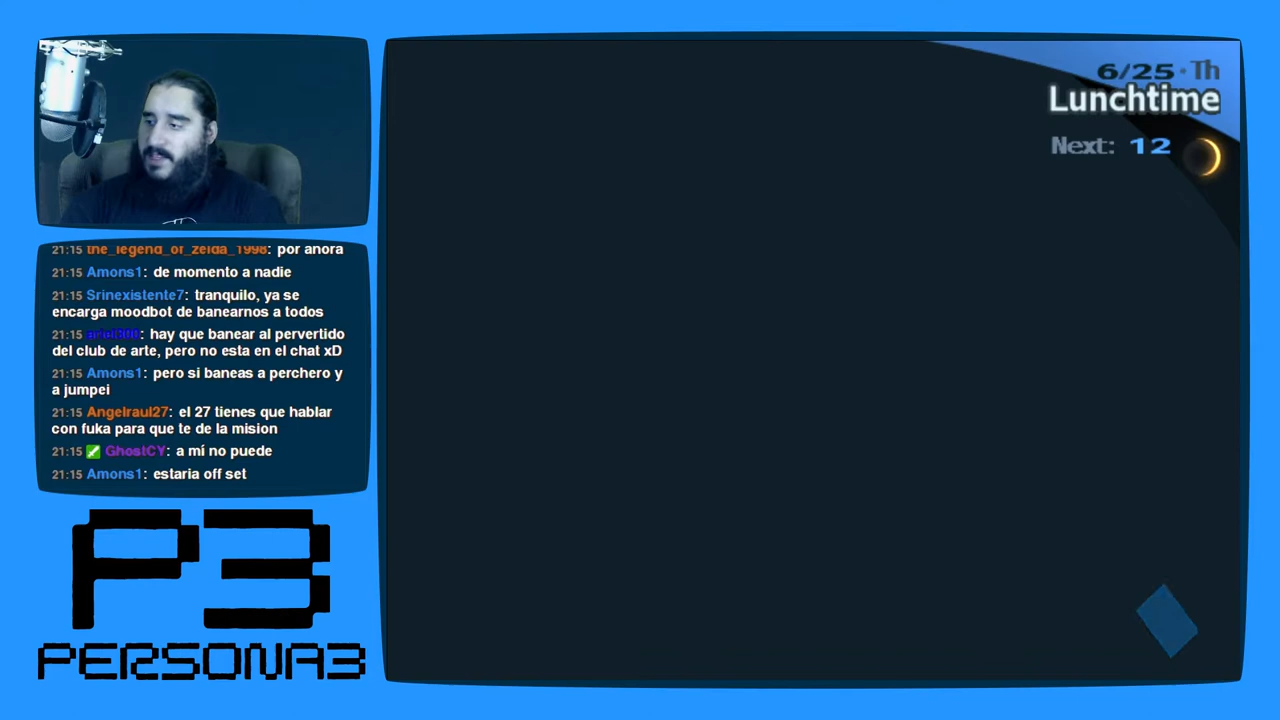 6/25·Th
Lunchtime
Next: 12
21:15 the_legend_of_zelda_1998: por ahora
21:15 Amons1: de momento a nadie
21:15 Srinexistente7: tranquilo, ya se
encarga moodbot de banearnos a todos
21:15 : hay que banear al pervertido
del club de arte, pero no esta en el chat xD
21:15 Amons1: pero si baneas a perchero y
a jumpei
21:15 Angelraul27: el 27 tienes que hablar
con fuka para que te de la mision
21:15 GhostCY: a mí no puede
21:15 Amons1: estaria off set
P3
PERSONA3